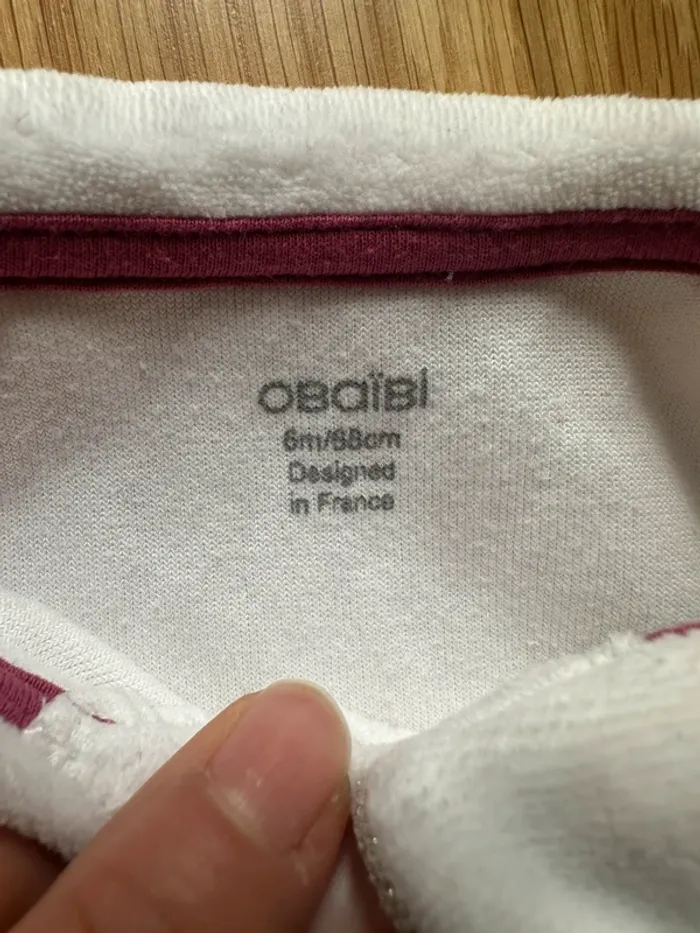 OBaïBi
6m/68cm
Designed
in France